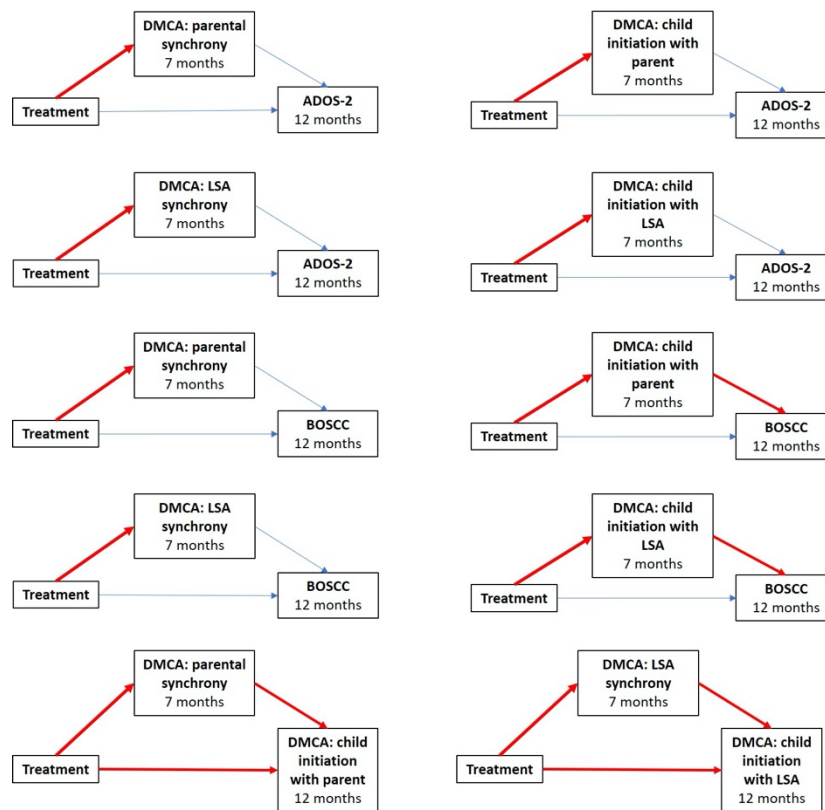 DMCA: parental
synchrony
7 months
Treatment
ADOS-2
12 months
DMCA: child
initiation with
parent
7 months
Treatment
ADOS-2
12 months
DMCA: LSA
synchrony
7 months
Treatment
ADOS-2
12 months
DMCA: child
initiation with
LSA
7 months
Treatment
ADOS-2
12 months
DMCA: parental
synchrony
7 months
Treatment
BOSCC
12 months
DMCA: child
initiation with
parent
7 months
Treatment
BOSCC
12 months
DMCA: LSA
synchrony
7 months
Treatment
BOSCC
12 months
DMCA: child
initiation with
LSA
7 months
Treatment
BOSCC
12 months
DMCA: parental
synchrony
7 months
Treatment
DMCA: child
initiation
with parent
12 months
DMCA: LSA
synchrony
7 months
Treatment
DMCA: child
initiation
with LSA
12 months